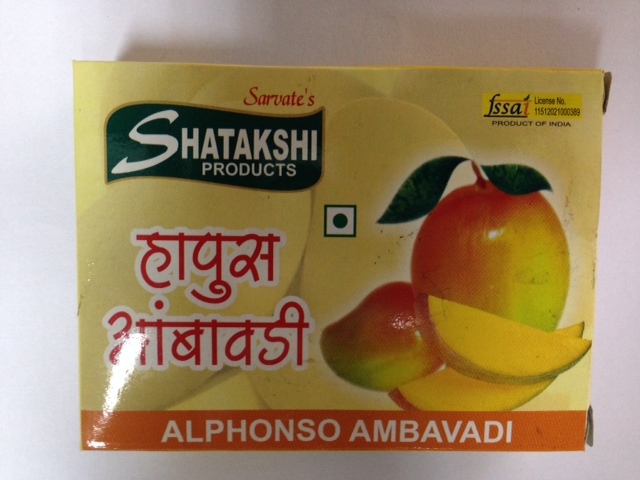 Sarvate's
SHATAKSHI
PRODUCTS
fssai License No.
11512021000389
PRODUCT OF INDIA
हापुस
आंबावडी
ALPHONSO AMBAVADI